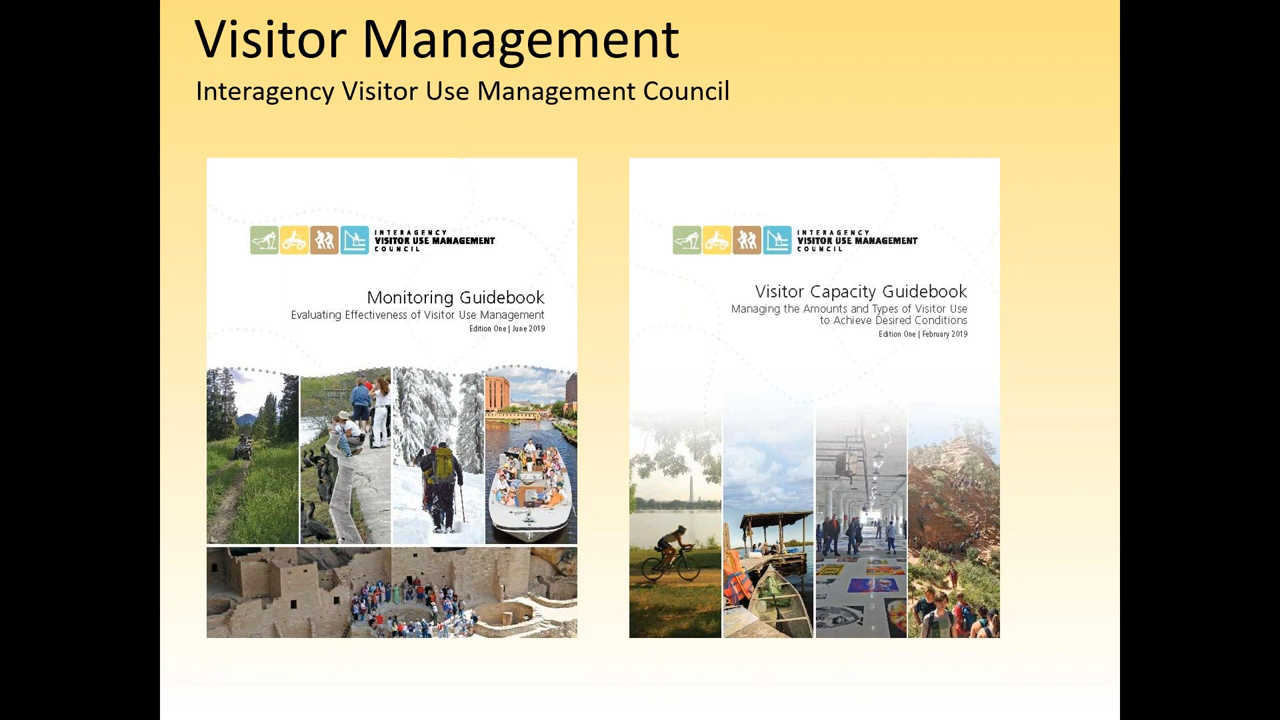 Visitor Management
Interagency Visitor Use Management Council
INTERAGENCY
VISITOR USE MANAGEMENT
COUNCIL
Monitoring Guidebook
Evaluating Effectiveness of Visitor Use Management
Edition One | June 2019
INTERAGENCY
VISITOR USE MANAGEMENT
COUNCIL
Visitor Capacity Guidebook
Managing the Amounts and Types of Visitor Use
to Achieve Desired Conditions
Edition One | February 2019